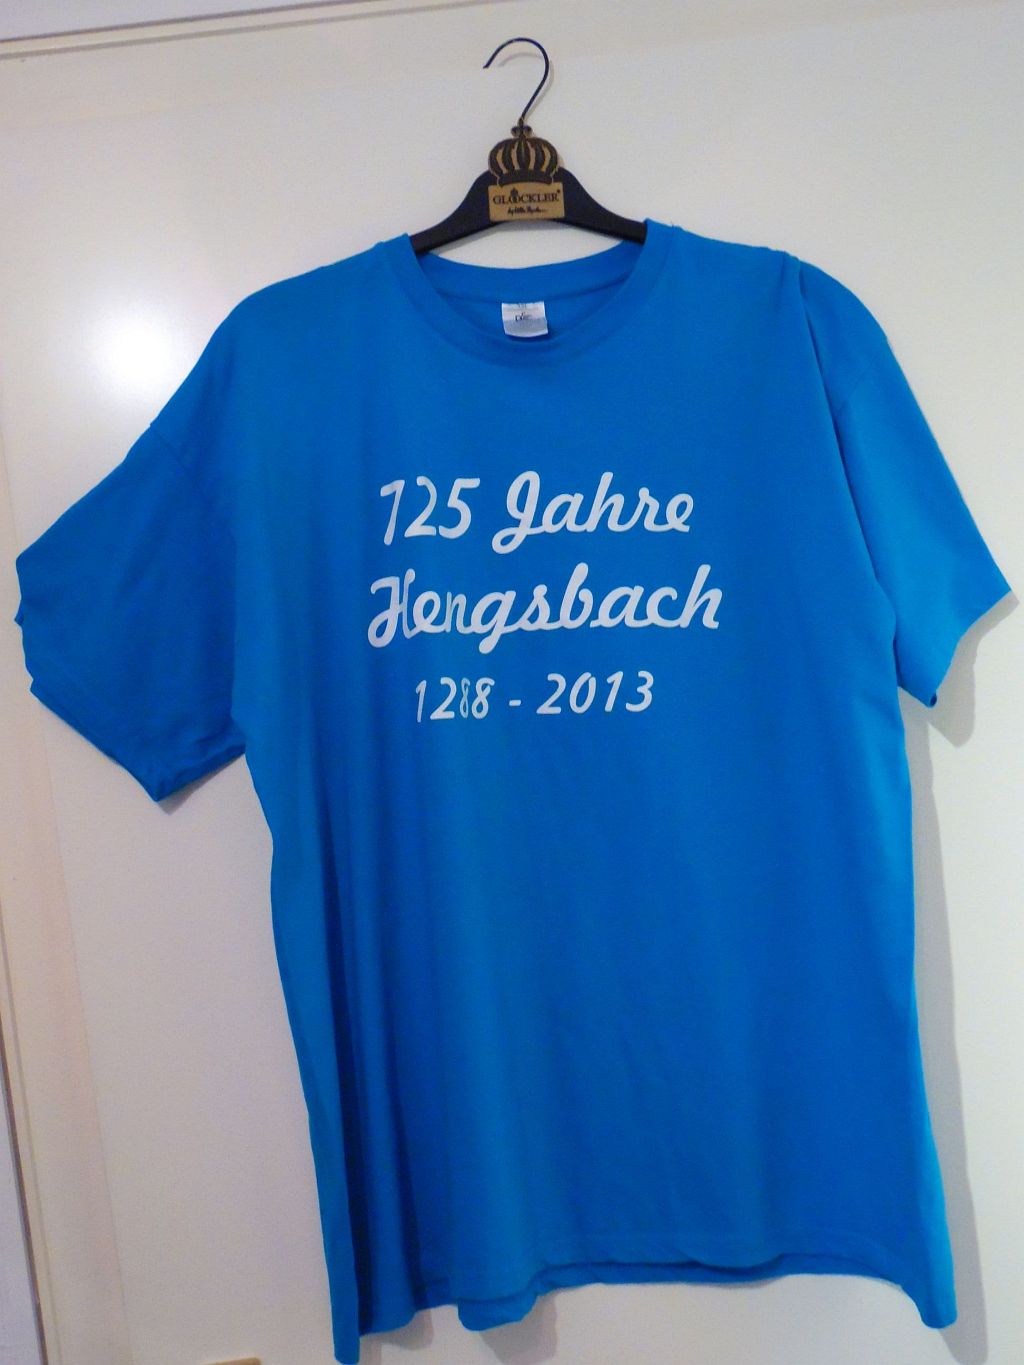 GLÖÖCKLER
725 Jahre
Hengsbach
1288 - 2013